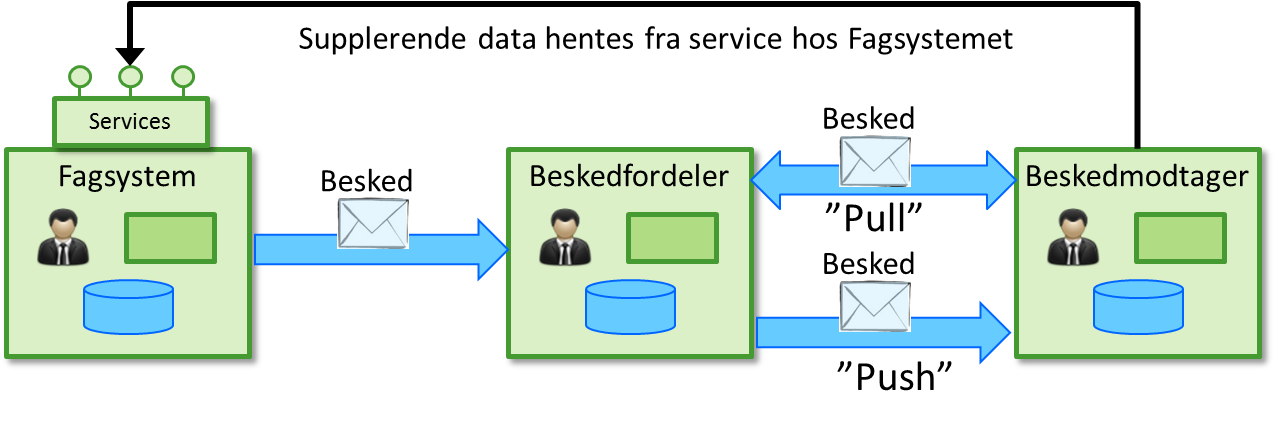 Supplerende data hentes fra service hos Fagsystemet
Services
Fagsystem
Besked
Beskedfordeler
Besked
”Pull”
Besked
”Push”
Beskedmodtager